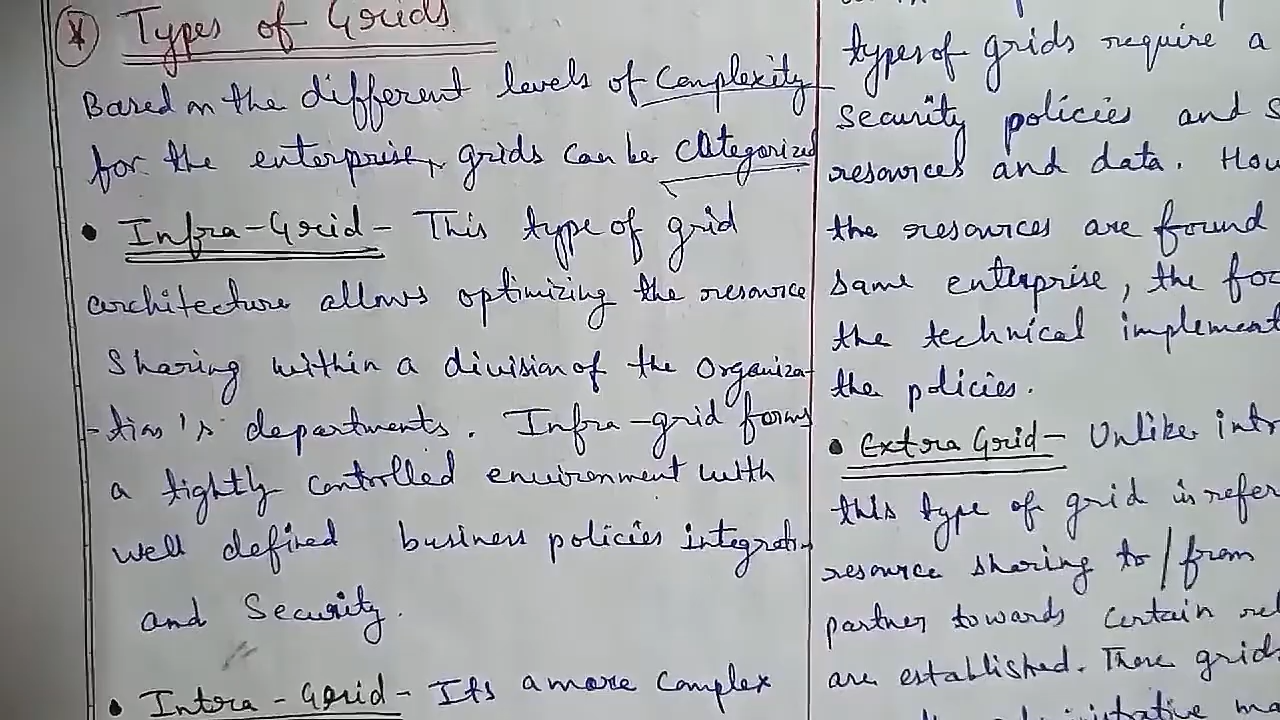 Types of Grids
Based on the different levels of Complexity
for the enterprise, grids can be Categorized
• Infra-Grid - This type of grid
architecture allows optimizing the resource
Sharing within a division of the Organiza-
-tion's departments. Infra-grid forms
a tightly controlled environment with
well defined business policies integration
and Security.
• Intra-Grid - Its a more Complex
types of grids require a
Security policies and
resources and data.
the resources are found
same enterprise, the
the technical implement
the policies.
• Extra Grid - Unlike
this type of grid is
resource sharing to/from
partner towards certain
are established. These grids